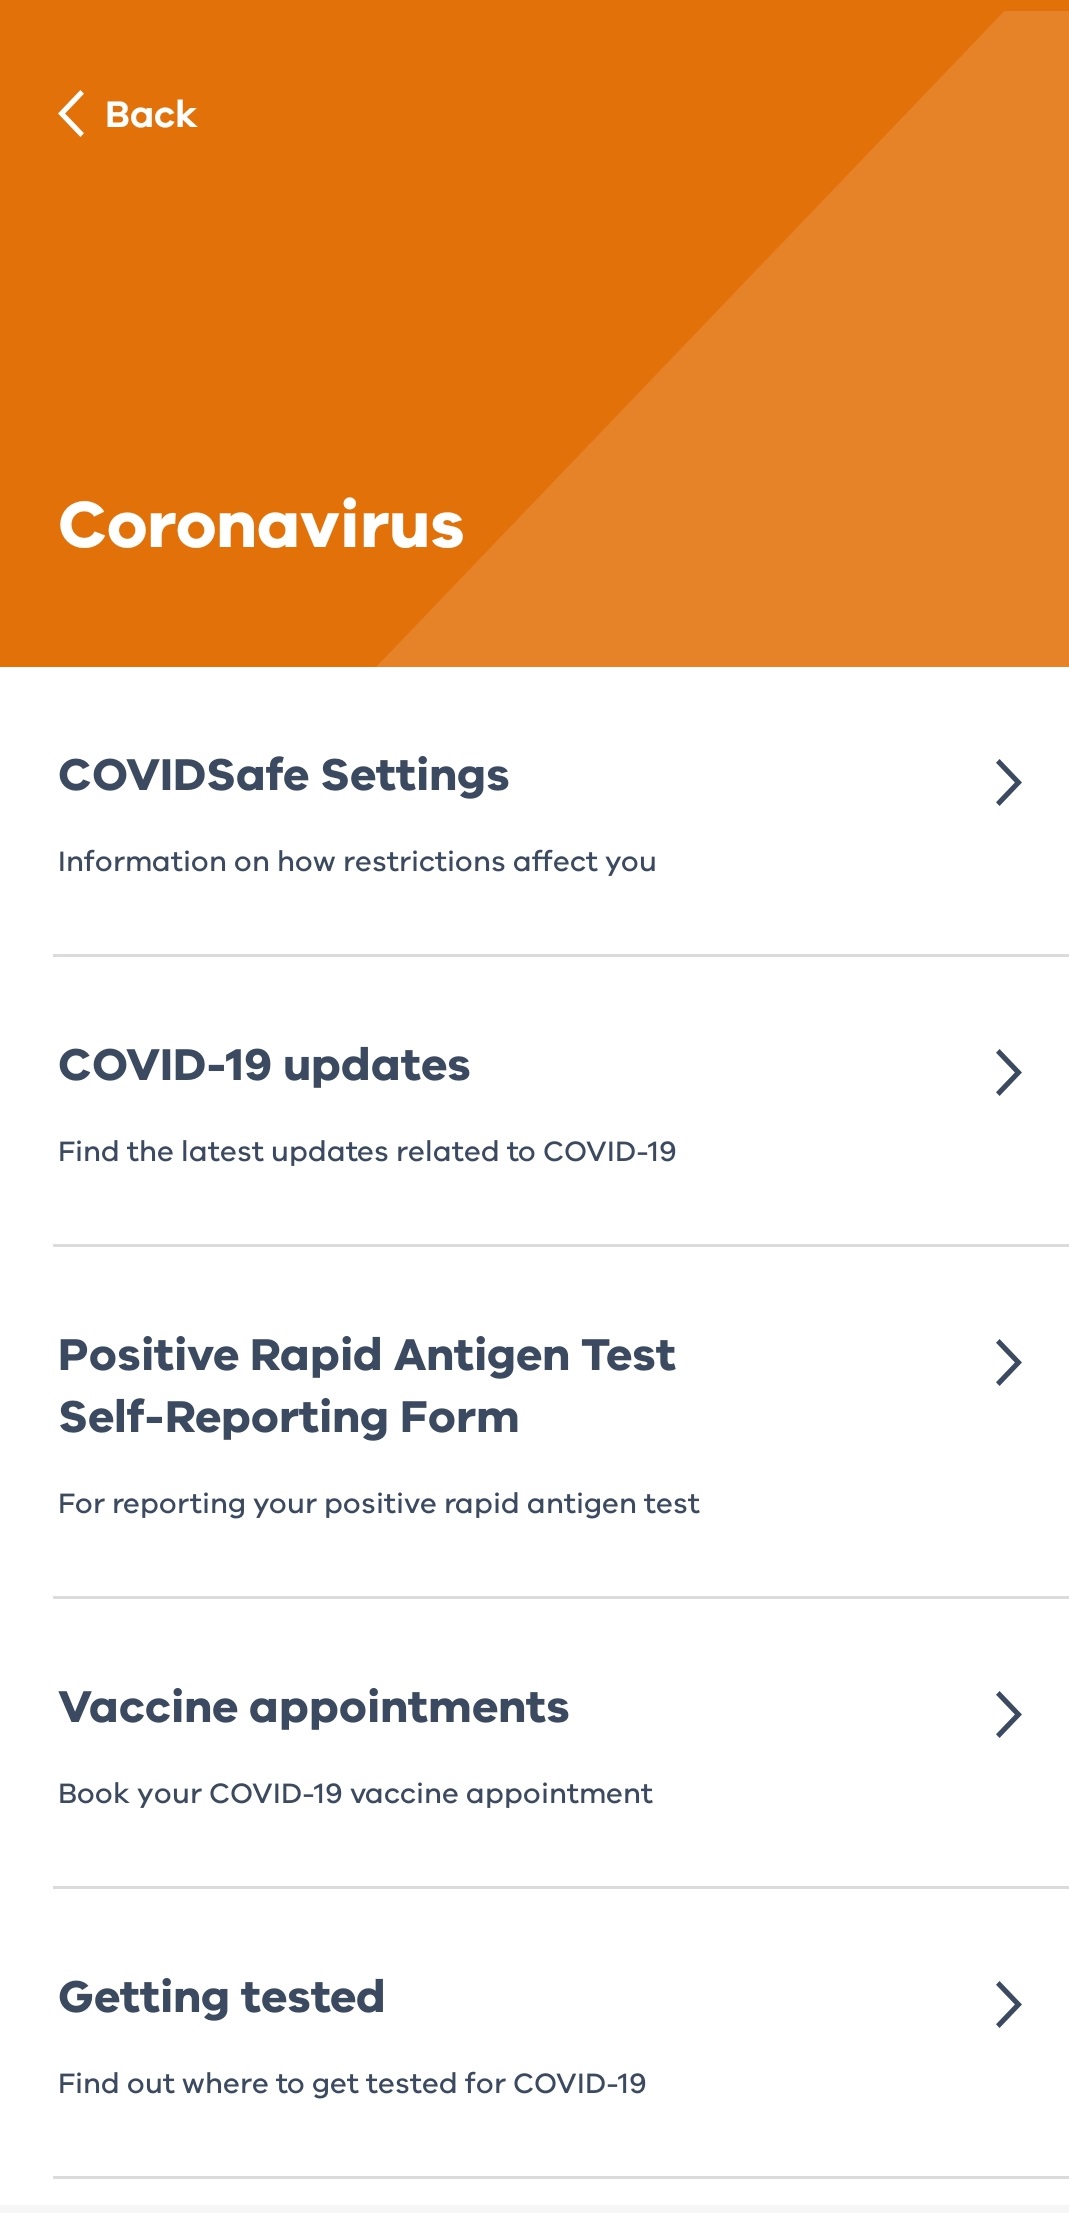 Back
Coronavirus
COVIDSafe Settings
Information on how restrictions affect you
COVID-19 updates
Find the latest updates related to COVID-19
Positive Rapid Antigen Test
Self-Reporting Form
For reporting your positive rapid antigen test
Vaccine appointments
Book your COVID-19 vaccine appointment
Getting tested
Find out where to get tested for COVID-19